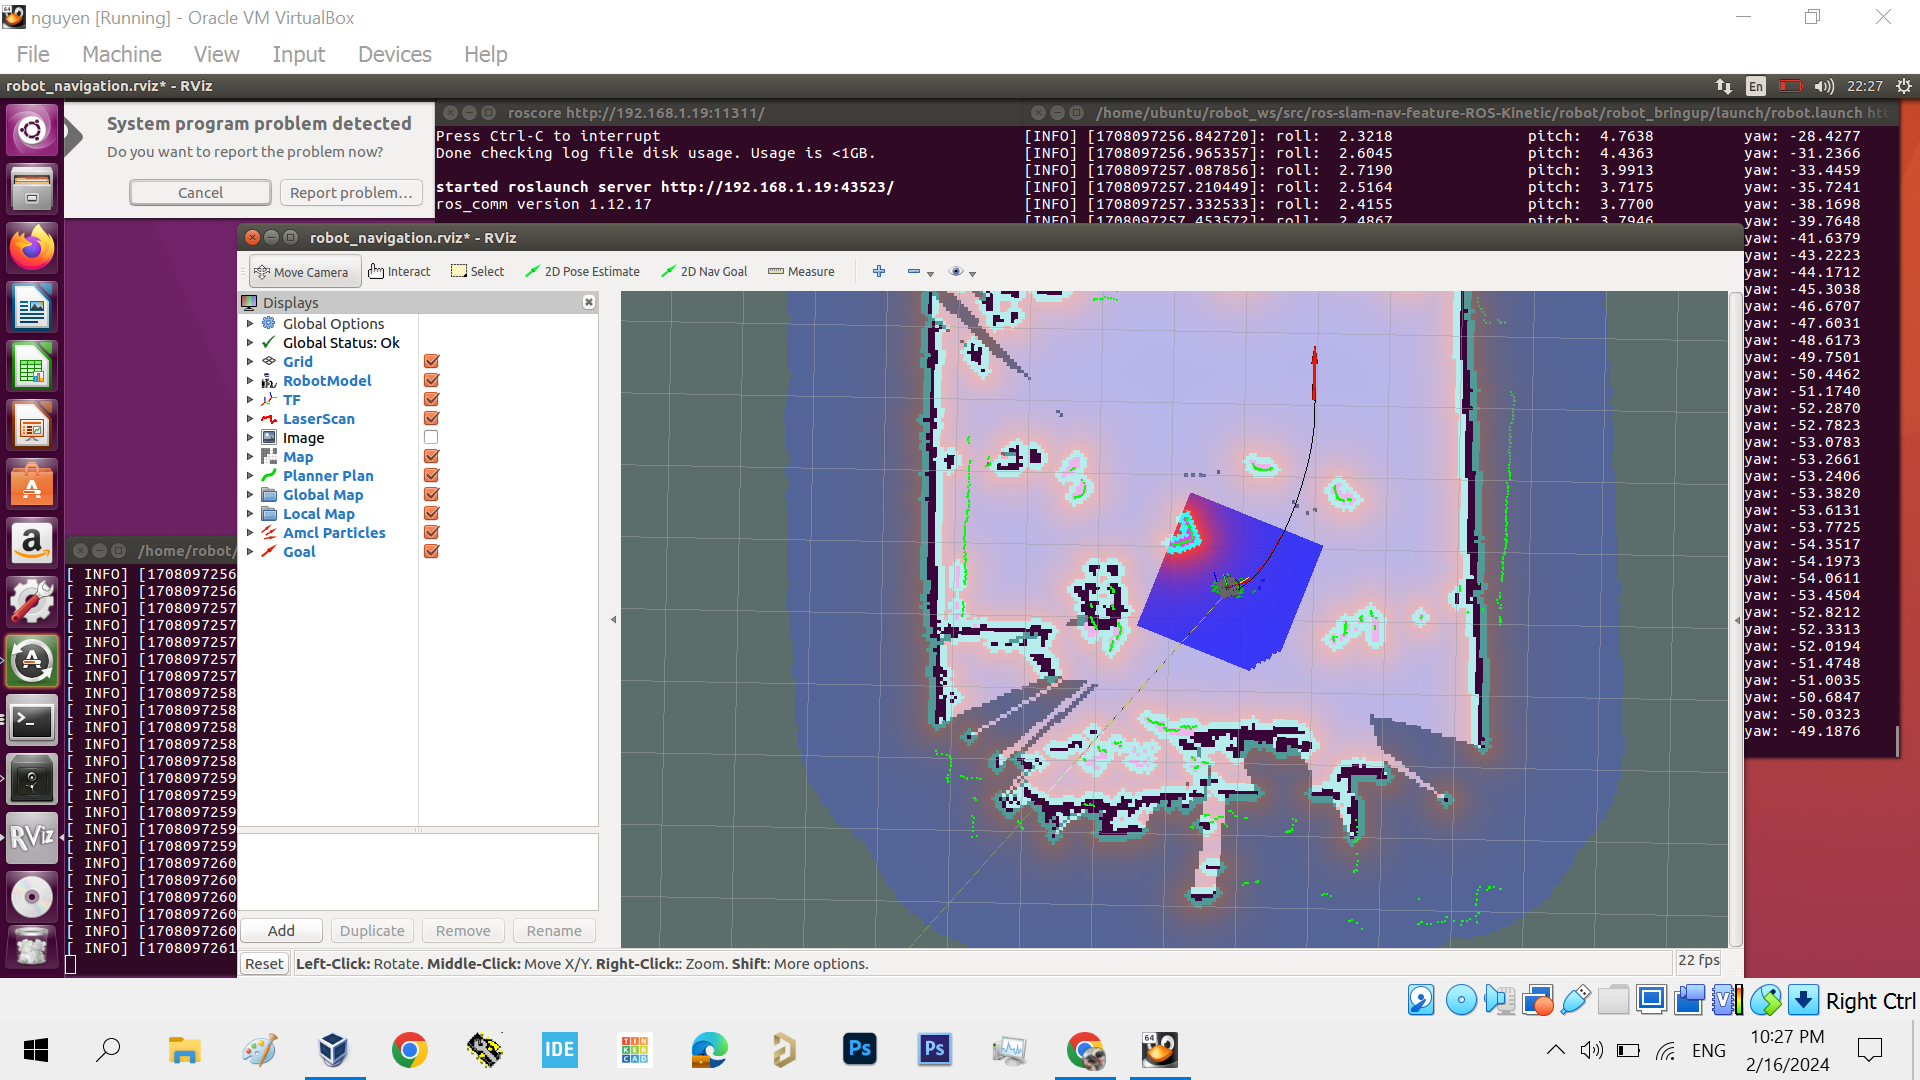 nguyen [Running] - Oracle VM VirtualBox
File Machine View Input Devices Help
robot_navigation.rviz* - RViz
En
22:27
System program problem detected
Do you want to report the problem now?
Cancel
Report problem…
roscore http://192.168.1.19:11311/
Press Ctrl-C to interrupt
Done checking log file disk usage. Usage is <1GB.
started roslaunch server http://192.168.1.19:43523/
ros_comm version 1.12.17
/home/ubuntu/robot_ws/src/ros-slam-nav-feature-ROS-Kinetic/robot/robot_bringup/launch/robot.launch
[INFO] [1708097256.842720]: roll: 2.3218 pitch: 4.7638 yaw: -28.4277
[INFO] [1708097256.965357]: roll: 2.6045 pitch: 4.4363 yaw: -31.2366
[INFO] [1708097257.087856]: roll: 2.7190 pitch: 3.9913 yaw: -33.4459
[INFO] [1708097257.210449]: roll: 2.5164 pitch: 3.7175 yaw: -35.7241
[INFO] [1708097257.332533]: roll: 2.4155 pitch: 3.7700 yaw: -38.1698
[INFO] [1708097257.453572]: roll: 2.4867 pitch: 3.7946 yaw: -39.7648
yaw: -41.6379
yaw: -43.2223
yaw: -44.1712
yaw: -45.3038
yaw: -46.6707
yaw: -47.6031
yaw: -48.6173
yaw: -49.7501
yaw: -50.4462
yaw: -51.1740
yaw: -52.2870
yaw: -52.7823
yaw: -53.0783
yaw: -53.2661
yaw: -53.2406
yaw: -53.3820
yaw: -53.6131
yaw: -53.7725
yaw: -54.3517
yaw: -54.1973
yaw: -54.0611
yaw: -53.4504
yaw: -52.8212
yaw: -52.3313
yaw: -52.0194
yaw: -51.4748
yaw: -51.0035
yaw: -50.6847
yaw: -50.0323
yaw: -49.1876
robot_navigation.rviz* - RViz
Move Camera Interact Select 2D Pose Estimate 2D Nav Goal Measure
Displays
Global Options
Global Status: Ok
Grid
RobotModel
TF
LaserScan
Image
Map
Planner Plan
Global Map
Local Map
Amcl Particles
Goal
Add Duplicate Remove Rename
Reset
Left-Click: Rotate. Middle-Click: Move X/Y. Right-Click:: Zoom. Shift: More options.
22 fps
/home/robot/
[ INFO] [1708097256
[ INFO] [1708097256
[ INFO] [1708097257
[ INFO] [1708097257
[ INFO] [1708097257
[ INFO] [1708097257
[ INFO] [1708097257
[ INFO] [1708097258
[ INFO] [1708097258
[ INFO] [1708097258
[ INFO] [1708097258
[ INFO] [1708097258
[ INFO] [1708097259
[ INFO] [1708097259
[ INFO] [1708097259
[ INFO] [1708097259
[ INFO] [1708097259
[ INFO] [1708097260
[ INFO] [1708097260
[ INFO] [1708097260
[ INFO] [1708097260
[ INFO] [1708097260
[ INFO] [1708097261
RViz
Right Ctrl
IDE
TINKERCAD
Ps
Ps
64
ENG
10:27 PM
2/16/2024